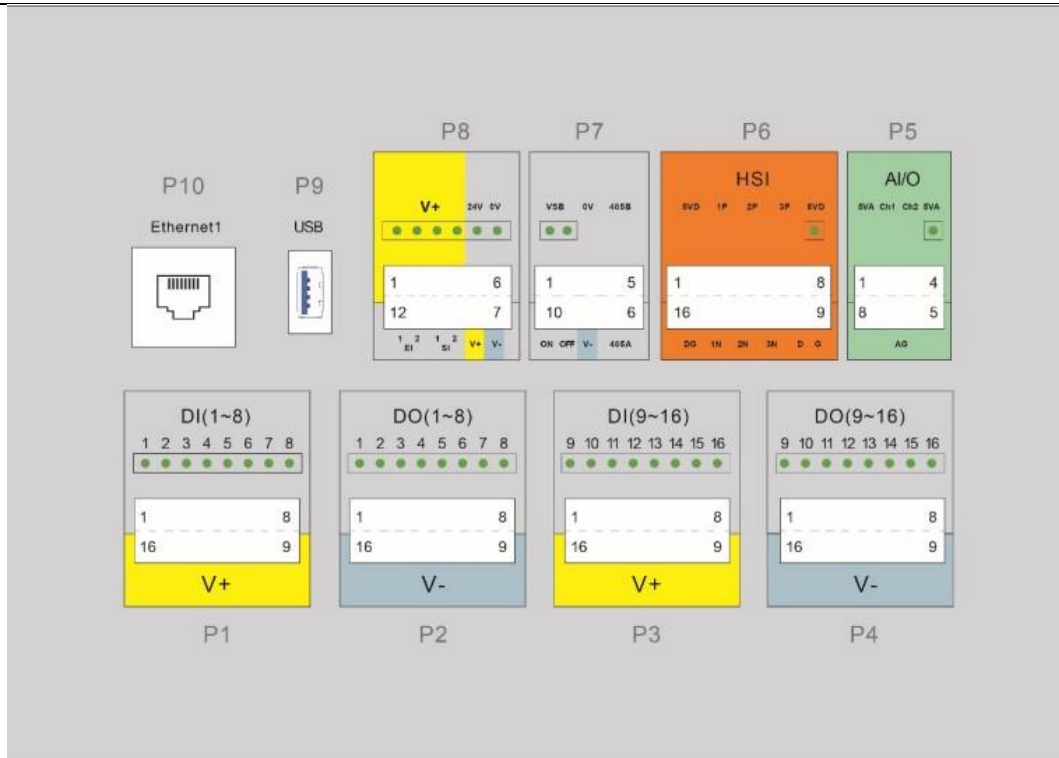 P8 P7 P6 P5
P10 P9
HSI AI/O
V+ 24V 0V VSB 0V 485B 5VD 1P 2P 3P 5VD 5VA Ch1 Ch2 5VA
Ethernet1 USB
1 6 1 5 1 8 1 4
12 7 10 6 16 9 8 5
1 2 1 2 V+ V- ON OFF V- 485A DG 1N 2N 3N D G AG
EI SI
DI(1~8) DO(1~8) DI(9~16) DO(9~16)
1 2 3 4 5 6 7 8 1 2 3 4 5 6 7 8 9 10 11 12 13 14 15 16 9 10 11 12 13 14 15 16
1 8 1 8 1 8 1 8
16 9 16 9 16 9 16 9
V+ V- V+ V-
P1 P2 P3 P4